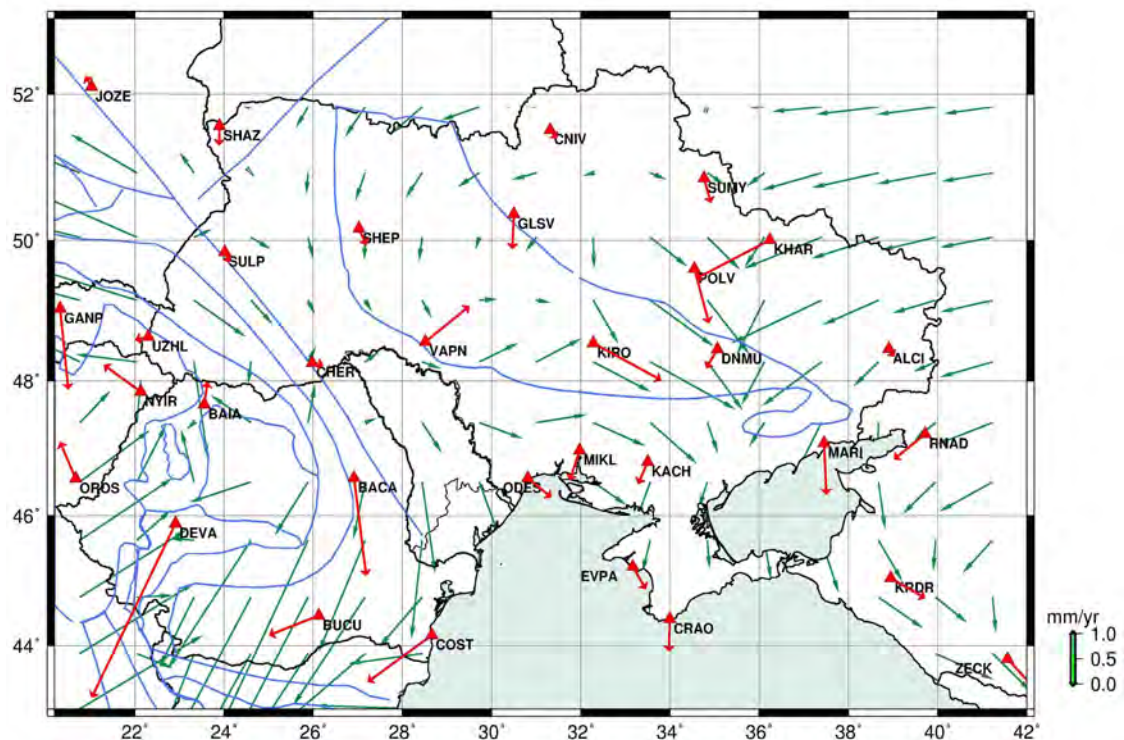 52°
JOZE
SHAZ
CNIV
SUMY
50°
SULP
SHEP
GLSV
KHAR
POLV
GANP
UZHL
VAPN
KIRO
DNMU
ALCI
48°
CHER
NYIR
BAIA
OROS
BACA
MIKL
KACH
MARI
RNAD
ODES
46°
DEVA
EVPA
KRDR
BUCU
COST
CRAO
44°
ZECK
mm/yr
1.0
0.5
0.0
22° 24° 26° 28° 30° 32° 34° 36° 38° 40° 42°